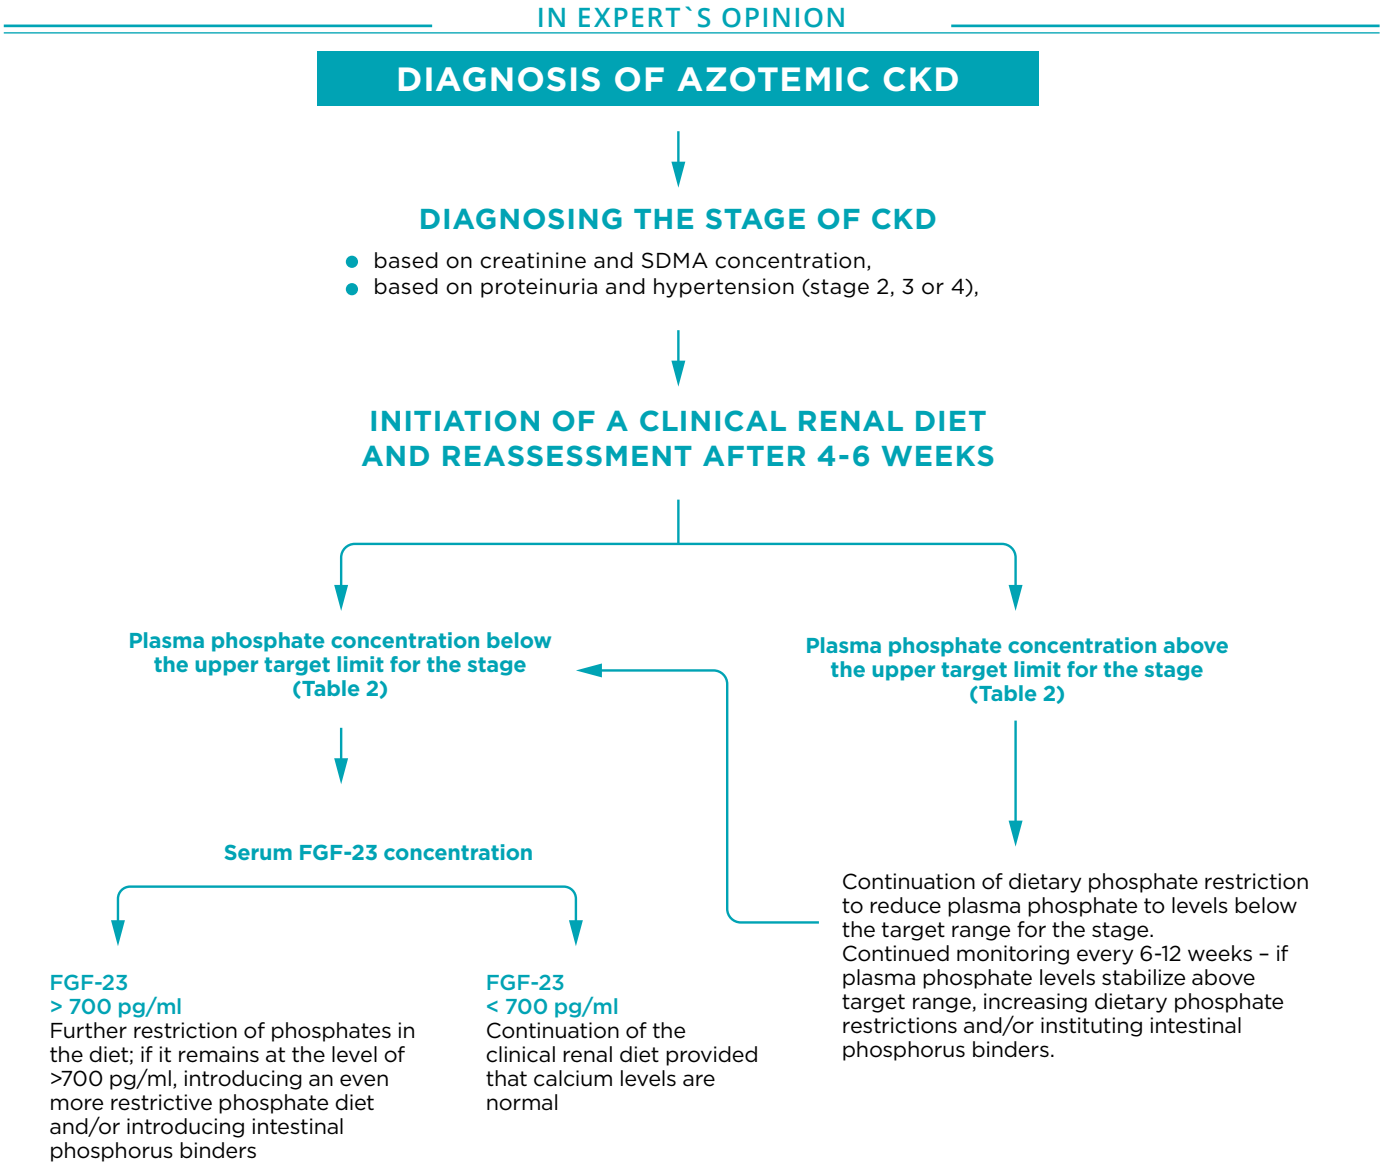 IN EXPERT`S OPINION
DIAGNOSIS OF AZOTEMIC CKD
DIAGNOSING THE STAGE OF CKD
based on creatinine and SDMA concentration,
based on proteinuria and hypertension (stage 2, 3 or 4),
INITIATION OF A CLINICAL RENAL DIET
AND REASSESSMENT AFTER 4-6 WEEKS
Plasma phosphate concentration below
the upper target limit for the stage
(Table 2)
Plasma phosphate concentration above
the upper target limit for the stage
(Table 2)
Serum FGF-23 concentration
FGF-23
> 700 pg/ml
Further restriction of phosphates in
the diet; if it remains at the level of
>700 pg/ml, introducing an even
more restrictive phosphate diet
and/or introducing intestinal
phosphorus binders
FGF-23
< 700 pg/ml
Continuation of the
clinical renal diet provided
that calcium levels are
normal
Continuation of dietary phosphate restriction
to reduce plasma phosphate to levels below
the target range for the stage.
Continued monitoring every 6-12 weeks – if
plasma phosphate levels stabilize above
target range, increasing dietary phosphate
restrictions and/or instituting intestinal
phosphorus binders.